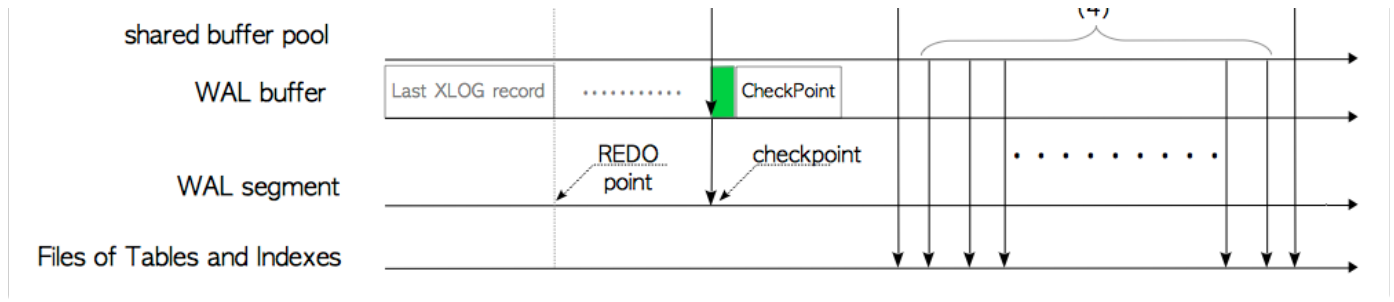 (4)
shared buffer pool
WAL buffer
Last XLOG record
...........
CheckPoint
REDO
point
checkpoint
.........
WAL segment
Files of Tables and Indexes